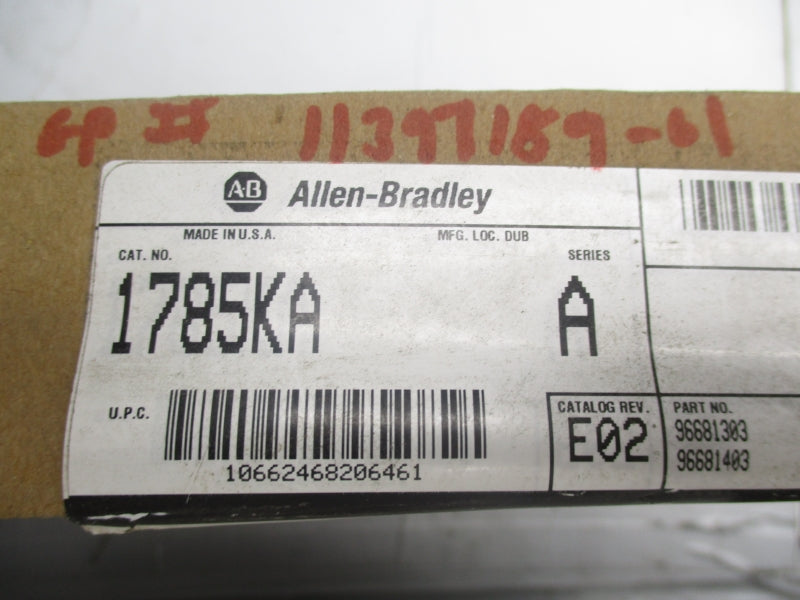 GP II 11397189-01
A-B Allen-Bradley
MADE IN U.S.A. MFG. LOC. DUB
CAT. NO. SERIES
1785KA A
U.P.C. CATALOG REV. PART NO.
E02 96681303
96681403
10662468206461